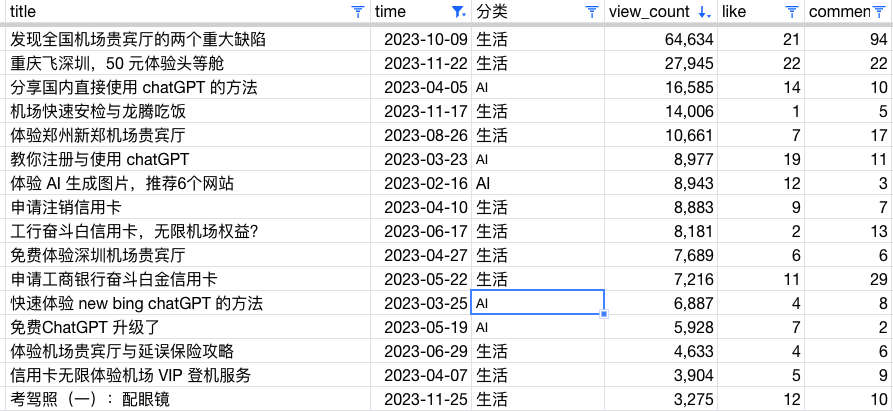 title time 分类 view_count like commen
发现全国机场贵宾厅的两个重大缺陷 2023-10-09 生活 64,634 21 94
重庆飞深圳，50 元体验头等舱 2023-11-22 生活 27,945 22 22
分享国内直接使用 chatGPT 的方法 2023-04-05 AI 16,585 14 10
机场快速安检与龙腾吃饭 2023-11-17 生活 14,006 1 5
体验郑州新郑机场贵宾厅 2023-08-26 生活 10,661 7 17
教你注册与使用 chatGPT 2023-03-23 AI 8,977 19 11
体验 AI 生成图片，推荐6个网站 2023-02-16 AI 8,943 12 3
申请注销信用卡 2023-04-10 生活 8,883 9 7
工行奋斗白信用卡，无限机场权益? 2023-06-17 生活 8,181 2 13
免费体验深圳机场贵宾厅 2023-04-27 生活 7,689 6 6
申请工商银行奋斗白金信用卡 2023-05-22 生活 7,216 11 29
快速体验 new bing chatGPT 的方法 2023-03-25 AI 6,887 4 8
免费ChatGPT 升级了 2023-05-19 AI 5,928 7 2
体验机场贵宾厅与延误保险攻略 2023-06-29 生活 4,633 4 6
信用卡无限体验机场 VIP 登机服务 2023-04-07 生活 3,904 5 9
考驾照（一）：配眼镜 2023-11-25 生活 3,275 12 10